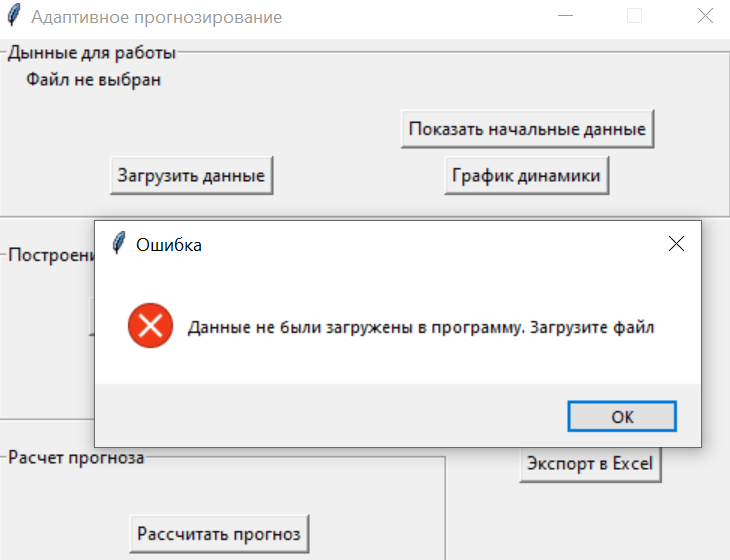 Адаптивное прогнозирование
Дынные для работы
Файл не выбран
Показать начальные данные
Загрузить данные
График динамики
Построени
Ошибка
Данные не были загружены в программу. Загрузите файл
OK
Расчет прогноза
Экспорт в Excel
Рассчитать прогноз